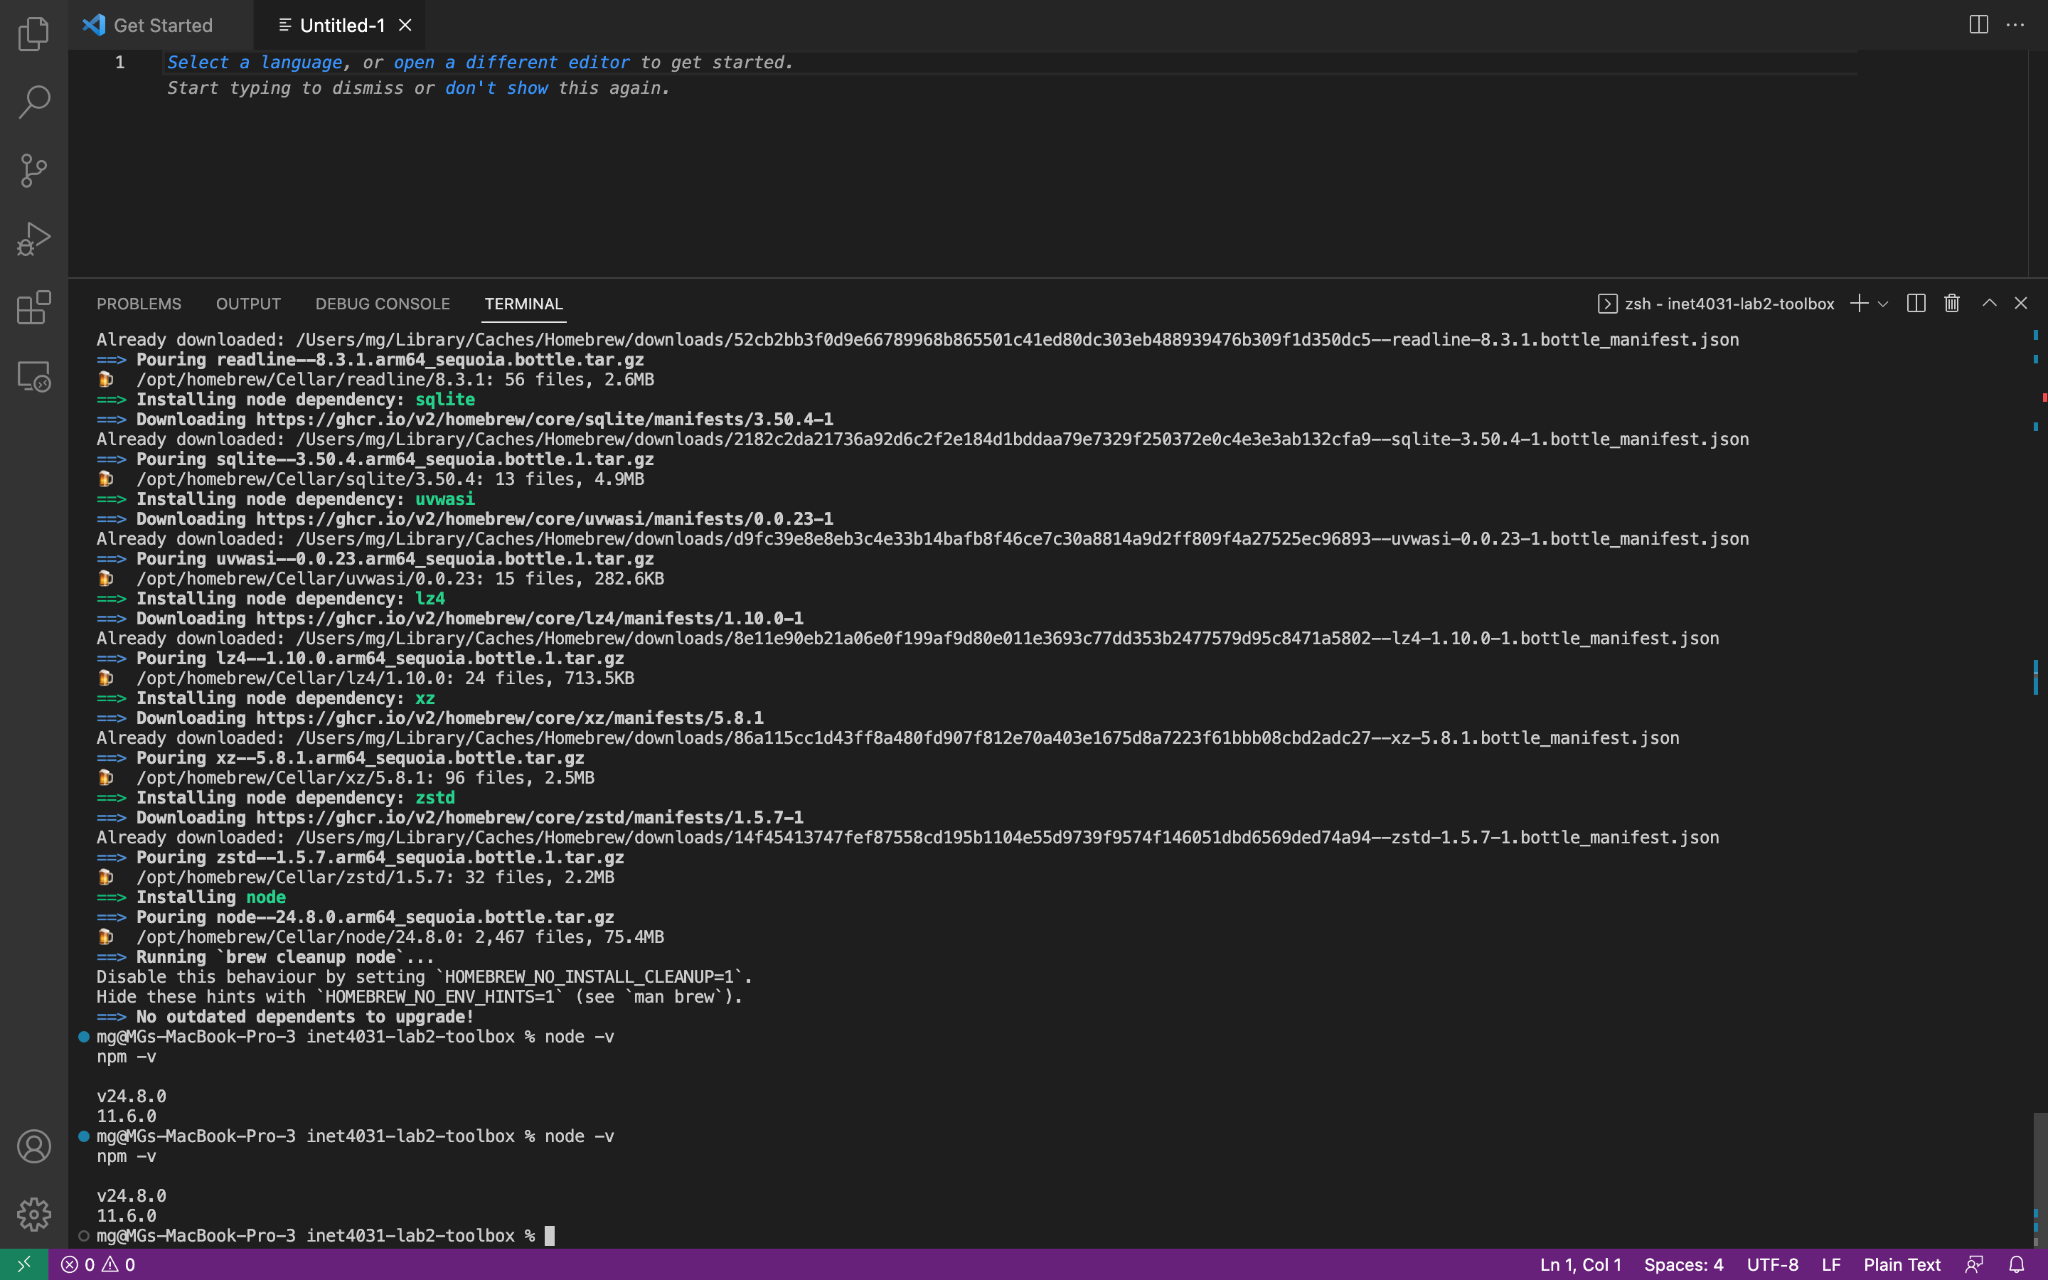 Get Started
Untitled-1
1
Select a language, or open a different editor to get started.
Start typing to dismiss or don't show this again.
PROBLEMS
OUTPUT
DEBUG CONSOLE
TERMINAL
zsh - inet4031-lab2-toolbox
Already downloaded: /Users/mg/Library/Caches/Homebrew/downloads/52cb2bb3f0d9e66789968b865501c41ed80dc303eb488939476b309f1d350dc5--readline-8.3.1.bottle_manifest.json
==> Pouring readline--8.3.1.arm64_sequoia.bottle.tar.gz
🍺 /opt/homebrew/Cellar/readline/8.3.1: 56 files, 2.6MB
==> Installing node dependency: sqlite
==> Downloading https://ghcr.io/v2/homebrew/core/sqlite/manifests/3.50.4-1
Already downloaded: /Users/mg/Library/Caches/Homebrew/downloads/2182c2da21736a92d6c2f2e184d1bddaa79e7329f250372e0c4e3e3ab132cfa9--sqlite-3.50.4-1.bottle_manifest.json
==> Pouring sqlite--3.50.4.arm64_sequoia.bottle.1.tar.gz
🍺 /opt/homebrew/Cellar/sqlite/3.50.4: 13 files, 4.9MB
==> Installing node dependency: uvwasi
==> Downloading https://ghcr.io/v2/homebrew/core/uvwasi/manifests/0.0.23-1
Already downloaded: /Users/mg/Library/Caches/Homebrew/downloads/d9fc39e8e8eb3c4e33b14bafb8f46ce7c30a8814a9d2ff809f4a27525ec96893--uvwasi-0.0.23-1.bottle_manifest.json
==> Pouring uvwasi--0.0.23.arm64_sequoia.bottle.1.tar.gz
🍺 /opt/homebrew/Cellar/uvwasi/0.0.23: 15 files, 282.6KB
==> Installing node dependency: lz4
==> Downloading https://ghcr.io/v2/homebrew/core/lz4/manifests/1.10.0-1
Already downloaded: /Users/mg/Library/Caches/Homebrew/downloads/8e11e90eb21a06e0f199af9d80e011e3693c77dd353b2477579d95c8471a5802--lz4-1.10.0-1.bottle_manifest.json
==> Pouring lz4--1.10.0.arm64_sequoia.bottle.1.tar.gz
🍺 /opt/homebrew/Cellar/lz4/1.10.0: 24 files, 713.5KB
==> Installing node dependency: xz
==> Downloading https://ghcr.io/v2/homebrew/core/xz/manifests/5.8.1
Already downloaded: /Users/mg/Library/Caches/Homebrew/downloads/86a115cc1d43ff8a480fd907f812e70a403e1675d8a7223f61bbb08cbd2adc27--xz-5.8.1.bottle_manifest.json
==> Pouring xz--5.8.1.arm64_sequoia.bottle.tar.gz
🍺 /opt/homebrew/Cellar/xz/5.8.1: 96 files, 2.5MB
==> Installing node dependency: zstd
==> Downloading https://ghcr.io/v2/homebrew/core/zstd/manifests/1.5.7-1
Already downloaded: /Users/mg/Library/Caches/Homebrew/downloads/14f45413747fef87558cd195b1104e55d9739f9574f146051dbd6569ded74a94--zstd-1.5.7-1.bottle_manifest.json
==> Pouring zstd--1.5.7.arm64_sequoia.bottle.1.tar.gz
🍺 /opt/homebrew/Cellar/zstd/1.5.7: 32 files, 2.2MB
==> Installing node
==> Pouring node--24.8.0.arm64_sequoia.bottle.tar.gz
🍺 /opt/homebrew/Cellar/node/24.8.0: 2,467 files, 75.4MB
==> Running `brew cleanup node`...
Disable this behaviour by setting `HOMEBREW_NO_INSTALL_CLEANUP=1`.
Hide these hints with `HOMEBREW_NO_ENV_HINTS=1` (see `man brew`).
==> No outdated dependents to upgrade!
mg@MGs-MacBook-Pro-3 inet4031-lab2-toolbox % node -v
npm -v
v24.8.0
11.6.0
mg@MGs-MacBook-Pro-3 inet4031-lab2-toolbox % node -v
npm -v
v24.8.0
11.6.0
mg@MGs-MacBook-Pro-3 inet4031-lab2-toolbox %
0 0
Ln 1, Col 1
Spaces: 4
UTF-8
LF
Plain Text